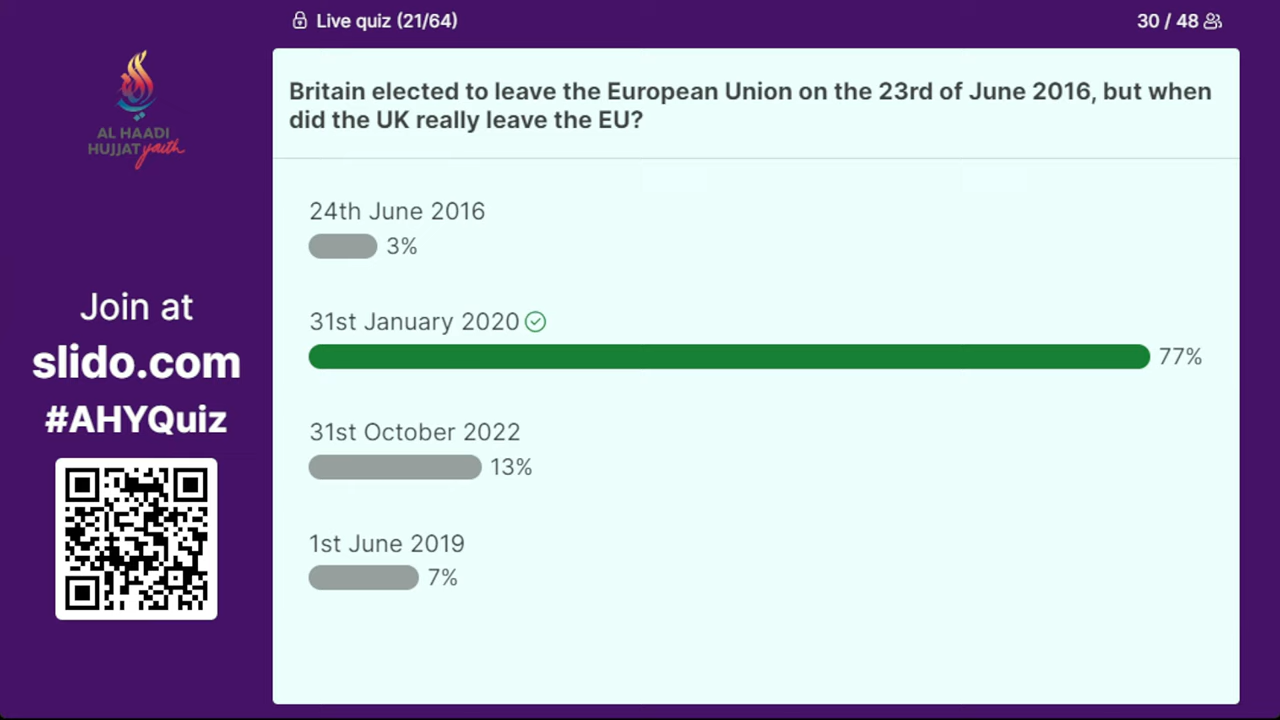 Live quiz (21/64)
30 / 48
AL HAADI
HUJJAT youth
Join at
slido.com
#AHYQuiz
Britain elected to leave the European Union on the 23rd of June 2016, but when
did the UK really leave the EU?
24th June 2016
3%
31st January 2020
77%
31st October 2022
13%
1st June 2019
7%